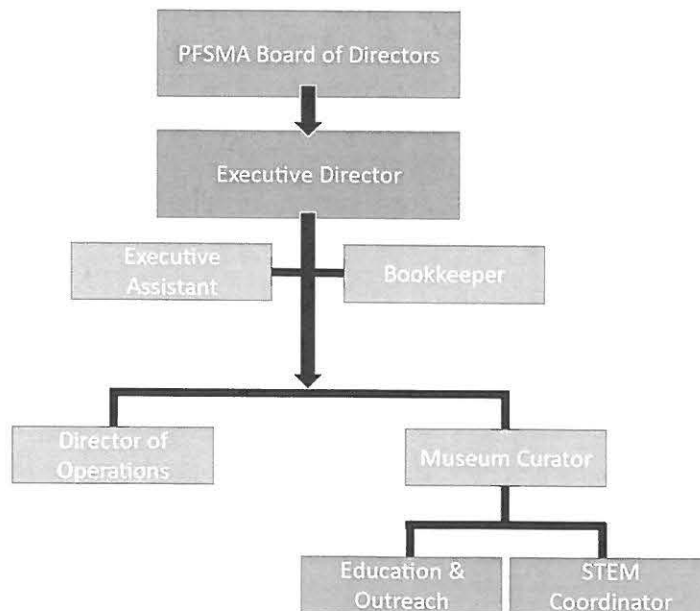 PFSMA Board of Directors
Executive Director
Executive
Assistant
Bookkeeper
Director of
Operations
Museum Curator
Education &
Outreach
STEM
Coordinator